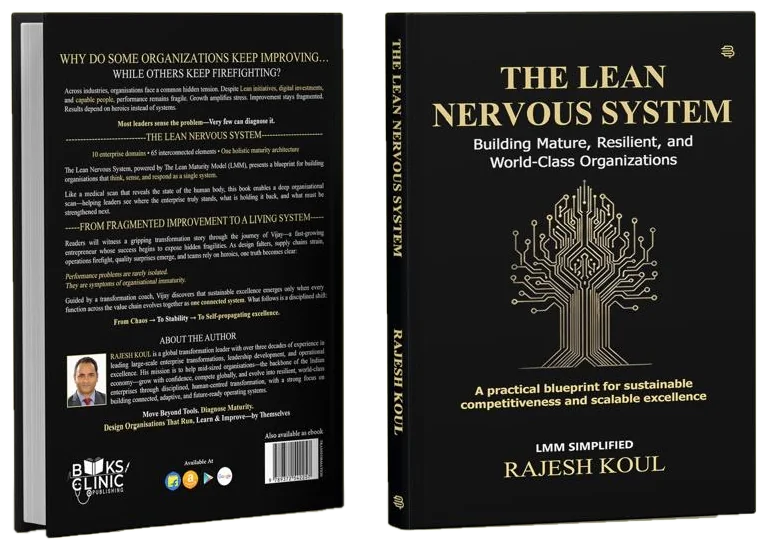 WHY DO SOME ORGANIZATIONS KEEP IMPROVING…
WHILE OTHERS KEEP FIREFIGHTING?
Across industries, organisations face a common hidden tension. Despite Lean initiatives, digital investments,
and capable people, performance remains fragile. Growth amplifies stress. Improvement stays fragmented.
Results depend on heroics instead of systems.
Most leaders sense the problem—Very few can diagnose it.
THE LEAN NERVOUS SYSTEM
10 enterprise domains • 65 interconnected elements • One holistic maturity architecture
The Lean Nervous System, powered by The Lean Maturity Model (LMM), presents a blueprint for building
organisations that think, sense, and respond as a single system.
Like a medical scan that reveals the state of the human body, this book enables a deep organisational
scan—helping leaders see where the enterprise truly stands, what is holding it back, and what must be
strengthened next.
-----FROM FRAGMENTED IMPROVEMENT TO A LIVING SYSTEM-----
Readers will witness a gripping transformation story through the journey of Vijay—a fast-growing
entrepreneur whose success begins to expose hidden fragilities. As design falters, supply chains strain,
operations firefight, quality surprises emerge, and teams rely on heroics, one truth becomes clear:
Performance problems are rarely isolated.
They are symptoms of organisational immaturity.
Guided by a transformation coach, Vijay discovers that sustainable excellence emerges only when every
function across the value chain evolves together as one connected system. What follows is a disciplined shift:
From Chaos → To Stability → To Self-propagating excellence.
ABOUT THE AUTHOR
RAJESH KOUL is a global transformation leader with over three decades of experience in
leading large-scale enterprise transformations, leadership development, and operational
excellence. His mission is to help mid-sized organisations—the backbone of the Indian
economy—grow with confidence, compete globally, and evolve into resilient, world-class
enterprises through disciplined, human-centred transformation, with a strong focus on
building connected, adaptive, and future-ready operating systems.
Move Beyond Tools. Diagnose Maturity.
Design Organisations That Run, Learn & Improve—by Themselves
Also available as ebook
BOOKS
CLINIC
PUBLISHING
Available At
THE LEAN NERVOUS SYSTEM
RAJESH KOUL
THE LEAN
NERVOUS SYSTEM
Building Mature, Resilient, and
World-Class Organizations
A practical blueprint for sustainable
competitiveness and scalable excellence
LMM SIMPLIFIED
RAJESH KOUL